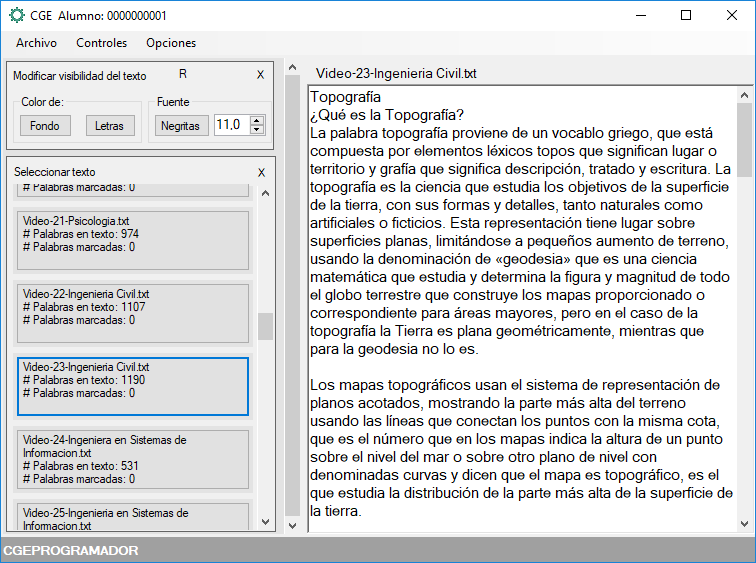 CGE Alumno: 0000000001
Archivo Controles Opciones
Modificar visibilidad del texto R X
Color de: Fuente
Fondo Letras Negritas 11,0
Seleccionar texto X
# Palabras marcadas: 0
Video-21-Psicologia.txt
# Palabras en texto: 974
# Palabras marcadas: 0
Video-22-Ingenieria Civil.txt
# Palabras en texto: 1107
# Palabras marcadas: 0
Video-23-Ingenieria Civil.txt
# Palabras en texto: 1190
# Palabras marcadas: 0
Video-24-Ingeniera en Sistemas de
Informacion.txt
# Palabras en texto: 531
# Palabras marcadas: 0
Video-25-Ingenieria en Sistemas de
Informacion.txt
Video-23-Ingenieria Civil.txt
Topografía
¿Qué es la Topografía?
La palabra topografía proviene de un vocablo griego, que está
compuesta por elementos léxicos topos que significan lugar o
territorio y grafía que significa descripción, tratado y escritura. La
topografía es la ciencia que estudia los objetivos de la superficie
de la tierra, con sus formas y detalles, tanto naturales como
artificiales o ficticios. Esta representación tiene lugar sobre
superficies planas, limitándose a pequeños aumento de terreno,
usando la denominación de «geodesia» que es una ciencia
matemática que estudia y determina la figura y magnitud de todo
el globo terrestre que construye los mapas proporcionado o
correspondiente para áreas mayores, pero en el caso de la
topografía la Tierra es plana geométricamente, mientras que
para la geodesia no lo es.
Los mapas topográficos usan el sistema de representación de
planos acotados, mostrando la parte más alta del terreno
usando las líneas que conectan los puntos con la misma cota,
que es el número que en los mapas indica la altura de un punto
sobre el nivel del mar o sobre otro plano de nivel con
denominadas curvas y dicen que el mapa es topográfico, es el
que estudia la distribución de la parte más alta de la superficie de
la tierra.
CGEPROGRAMADOR